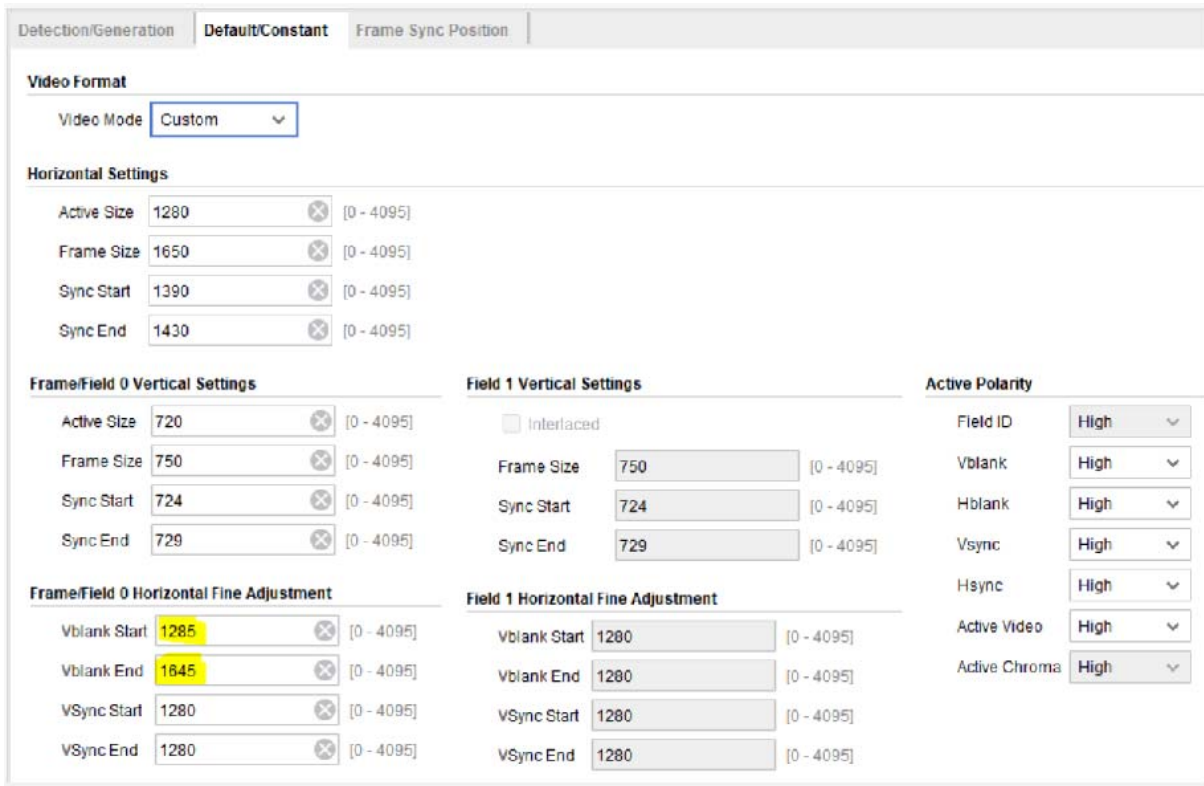 Detection/Generation Default/Constant Frame Sync Position
Video Format
Video Mode Custom
Horizontal Settings
Active Size 1280 [0 - 4095]
Frame Size 1650 [0 - 4095]
Sync Start 1390 [0 - 4095]
Sync End 1430 [0 - 4095]
Frame/Field 0 Vertical Settings
Active Size 720 [0 - 4095]
Frame Size 750 [0 - 4095]
Sync Start 724 [0 - 4095]
Sync End 729 [0 - 4095]
Field 1 Vertical Settings
Interlaced
Frame Size 750 [0 - 4095]
Sync Start 724 [0 - 4095]
Sync End 729 [0 - 4095]
Active Polarity
Field ID High
Vblank High
Hblank High
Vsync High
Hsync High
Active Video High
Active Chroma High
Frame/Field 0 Horizontal Fine Adjustment
Vblank Start 1285 [0 - 4095]
Vblank End 1645 [0 - 4095]
VSync Start 1280 [0 - 4095]
VSync End 1280 [0 - 4095]
Field 1 Horizontal Fine Adjustment
Vblank Start 1280 [0 - 4095]
Vblank End 1280 [0 - 4095]
VSync Start 1280 [0 - 4095]
VSync End 1280 [0 - 4095]